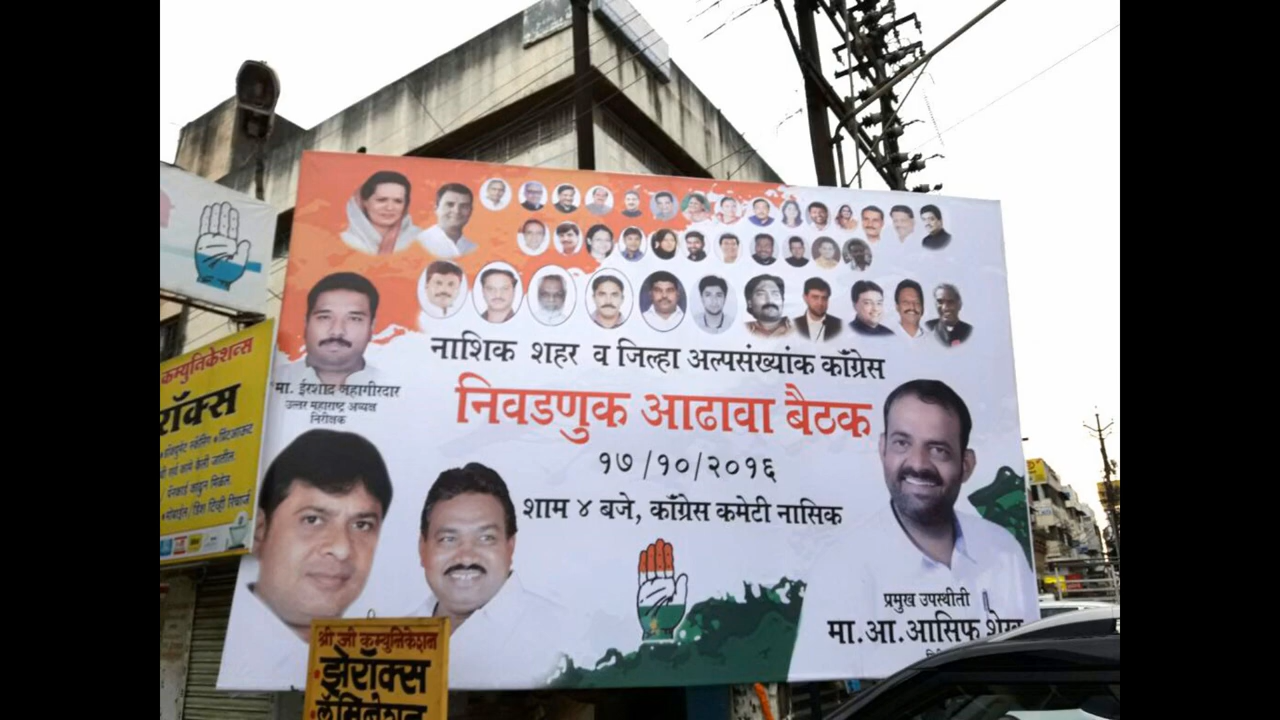 नाशिक शहर व जिल्हा अल्पसंख्यांक काँग्रेस
निवडणुक आढावा बैठक
१७/१०/२०१६
शाम ४ बजे, काँग्रेस कमेटी नासिक
मा. ईरशाद जहागीरदार
उत्तर महाराष्ट्र अध्यक्ष
निरीक्षक
प्रमुख उपस्थीती
मा.आ.आसिफ शेख
कम्युनिकेशन्स
रॉक्स
श्री जी कम्युनिकेशन
झेरॉक्स
लॅमिनेशन